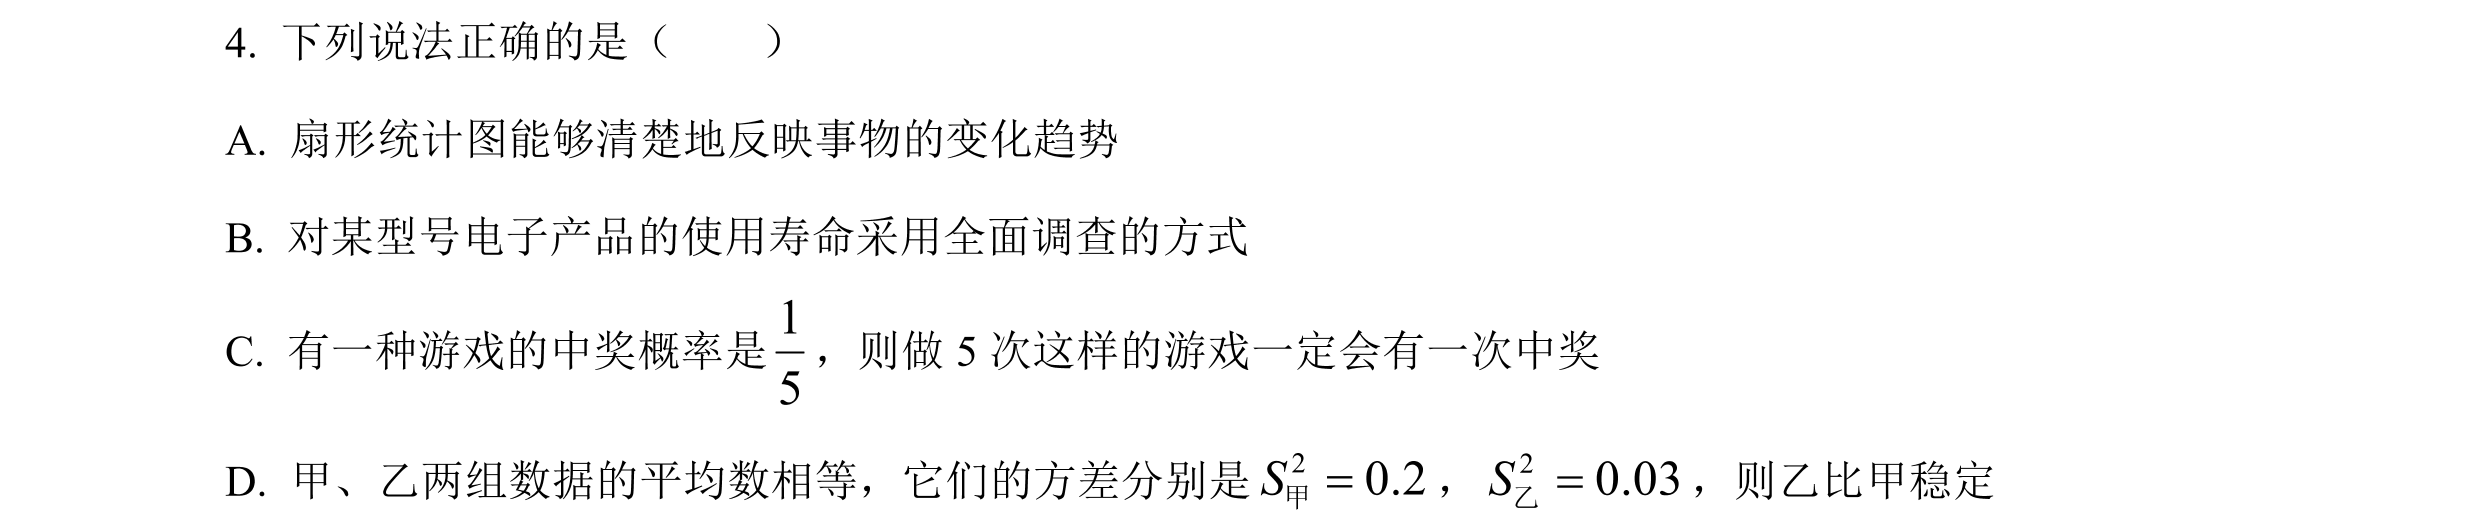 4. 下列说法正确的是（　　）
A. 扇形统计图能够清楚地反映事物的变化趋势
B. 对某型号电子产品的使用寿命采用全面调查的方式
C. 有一种游戏的中奖概率是 $\frac{1}{5}$，则做 5 次这样的游戏一定会有一次中奖
D. 甲、乙两组数据的平均数相等，它们的方差分别是 $S_{甲}^{2}=0.2$，$S_{乙}^{2}=0.03$，则乙比甲稳定